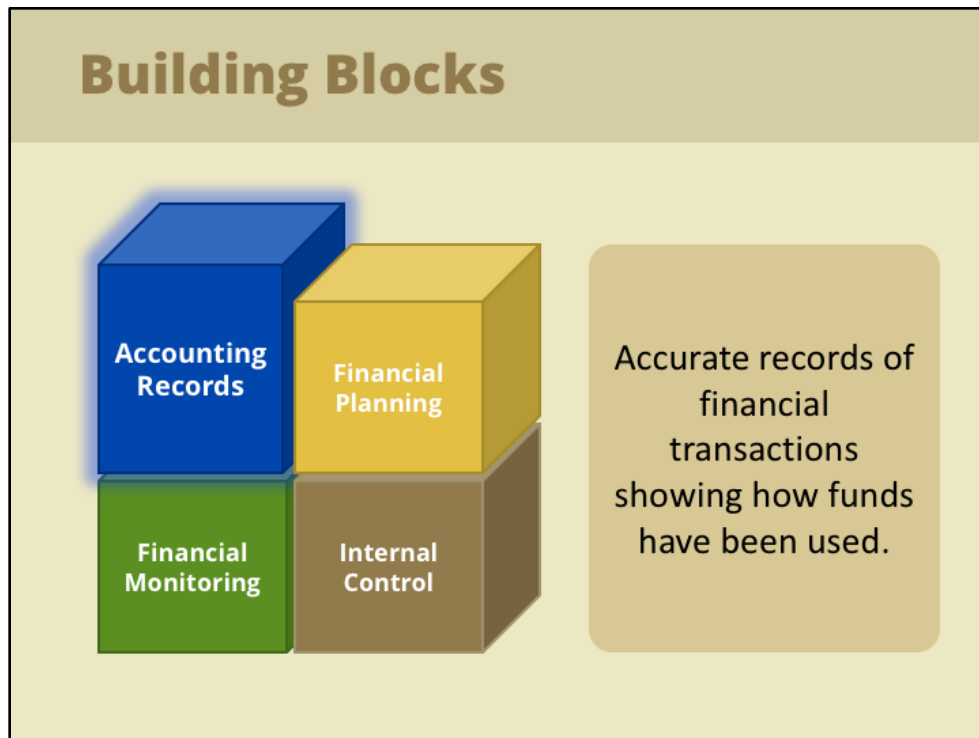 Building Blocks
Accounting
Records
Financial
Planning
Financial
Monitoring
Internal
Control
Accurate records of
financial
transactions
showing how funds
have been used.